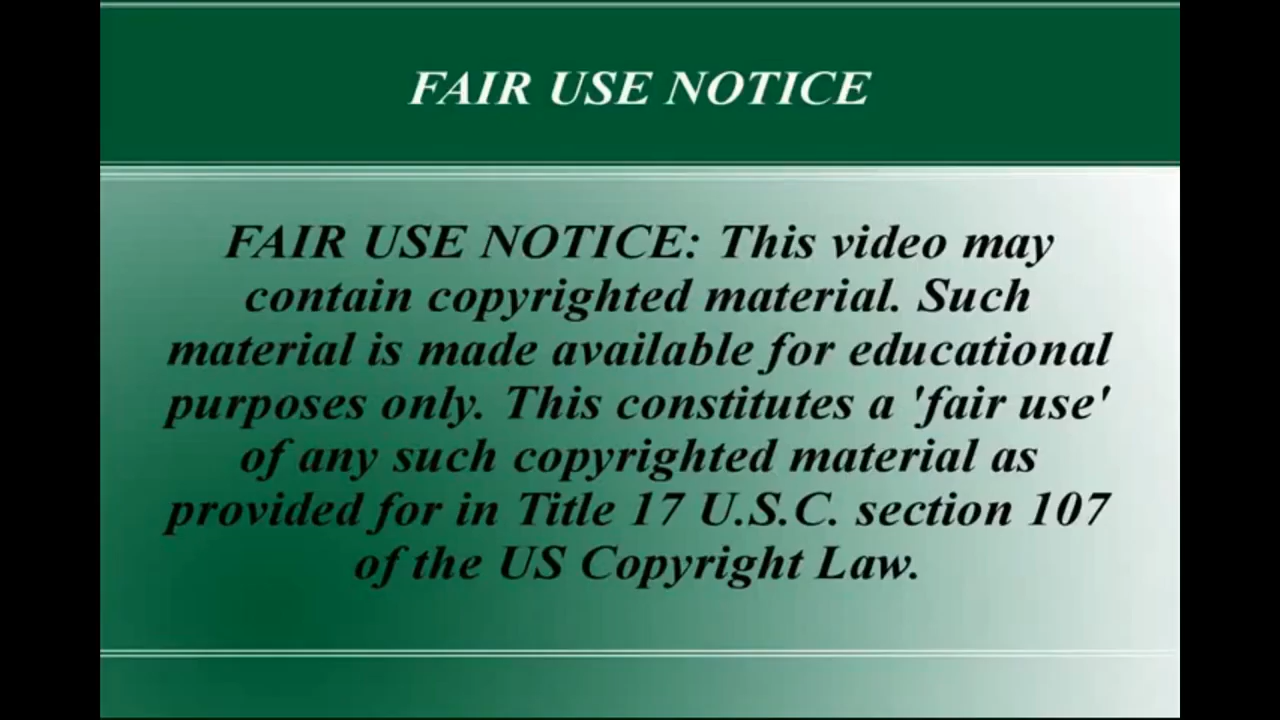 FAIR USE NOTICE
FAIR USE NOTICE: This video may
contain copyrighted material. Such
material is made available for educational
purposes only. This constitutes a 'fair use'
of any such copyrighted material as
provided for in Title 17 U.S.C. section 107
of the US Copyright Law.